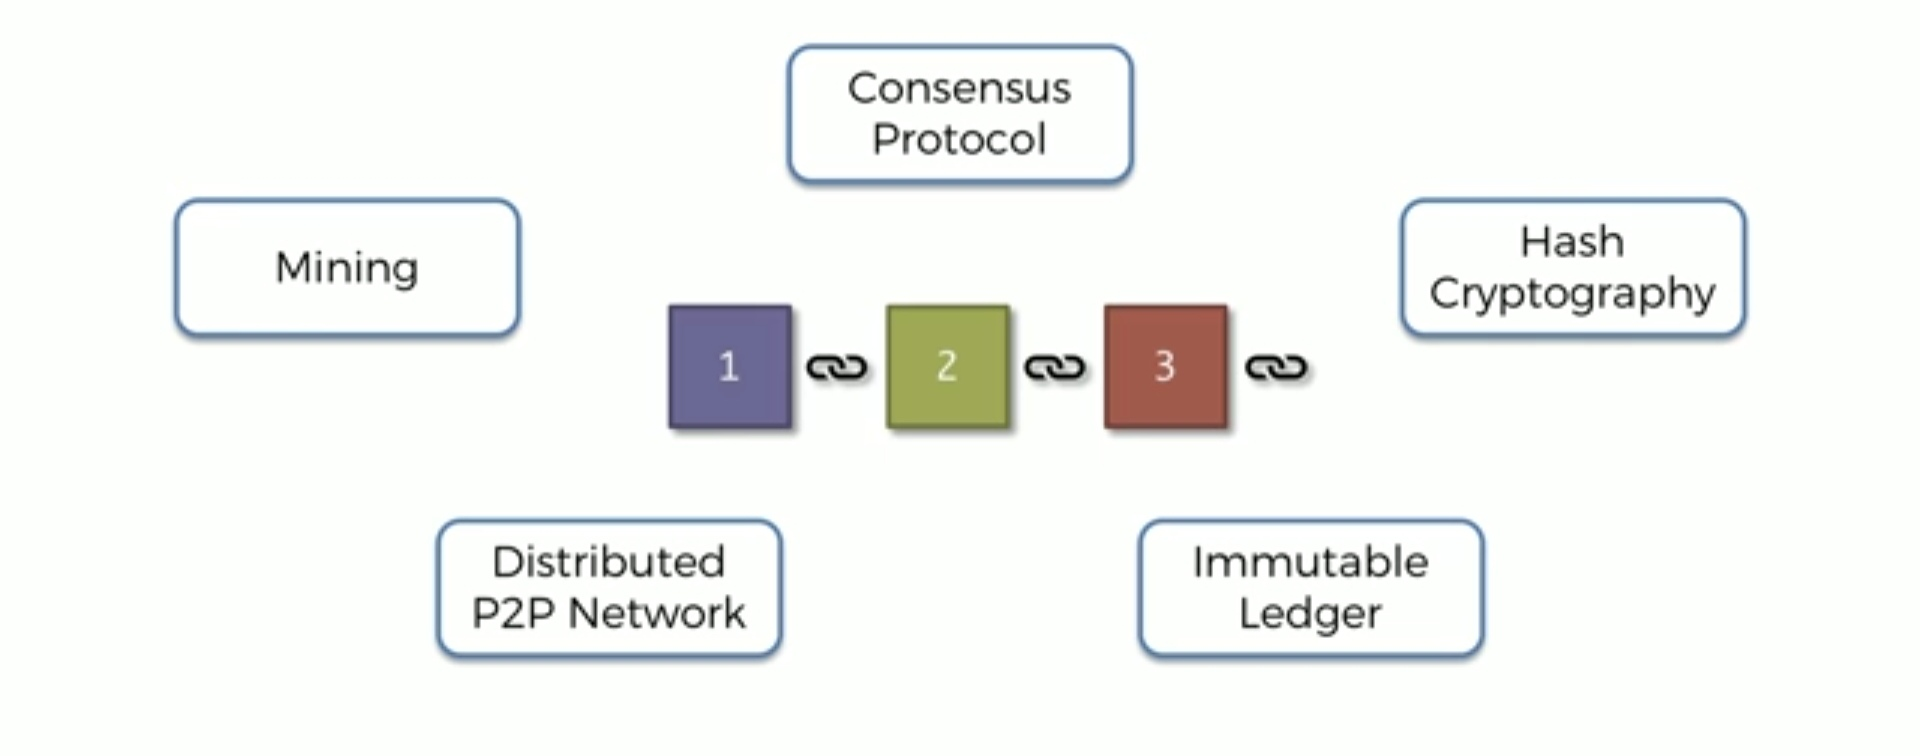 Consensus
Protocol
Mining
Hash
Cryptography
1
2
3
Distributed
P2P Network
Immutable
Ledger